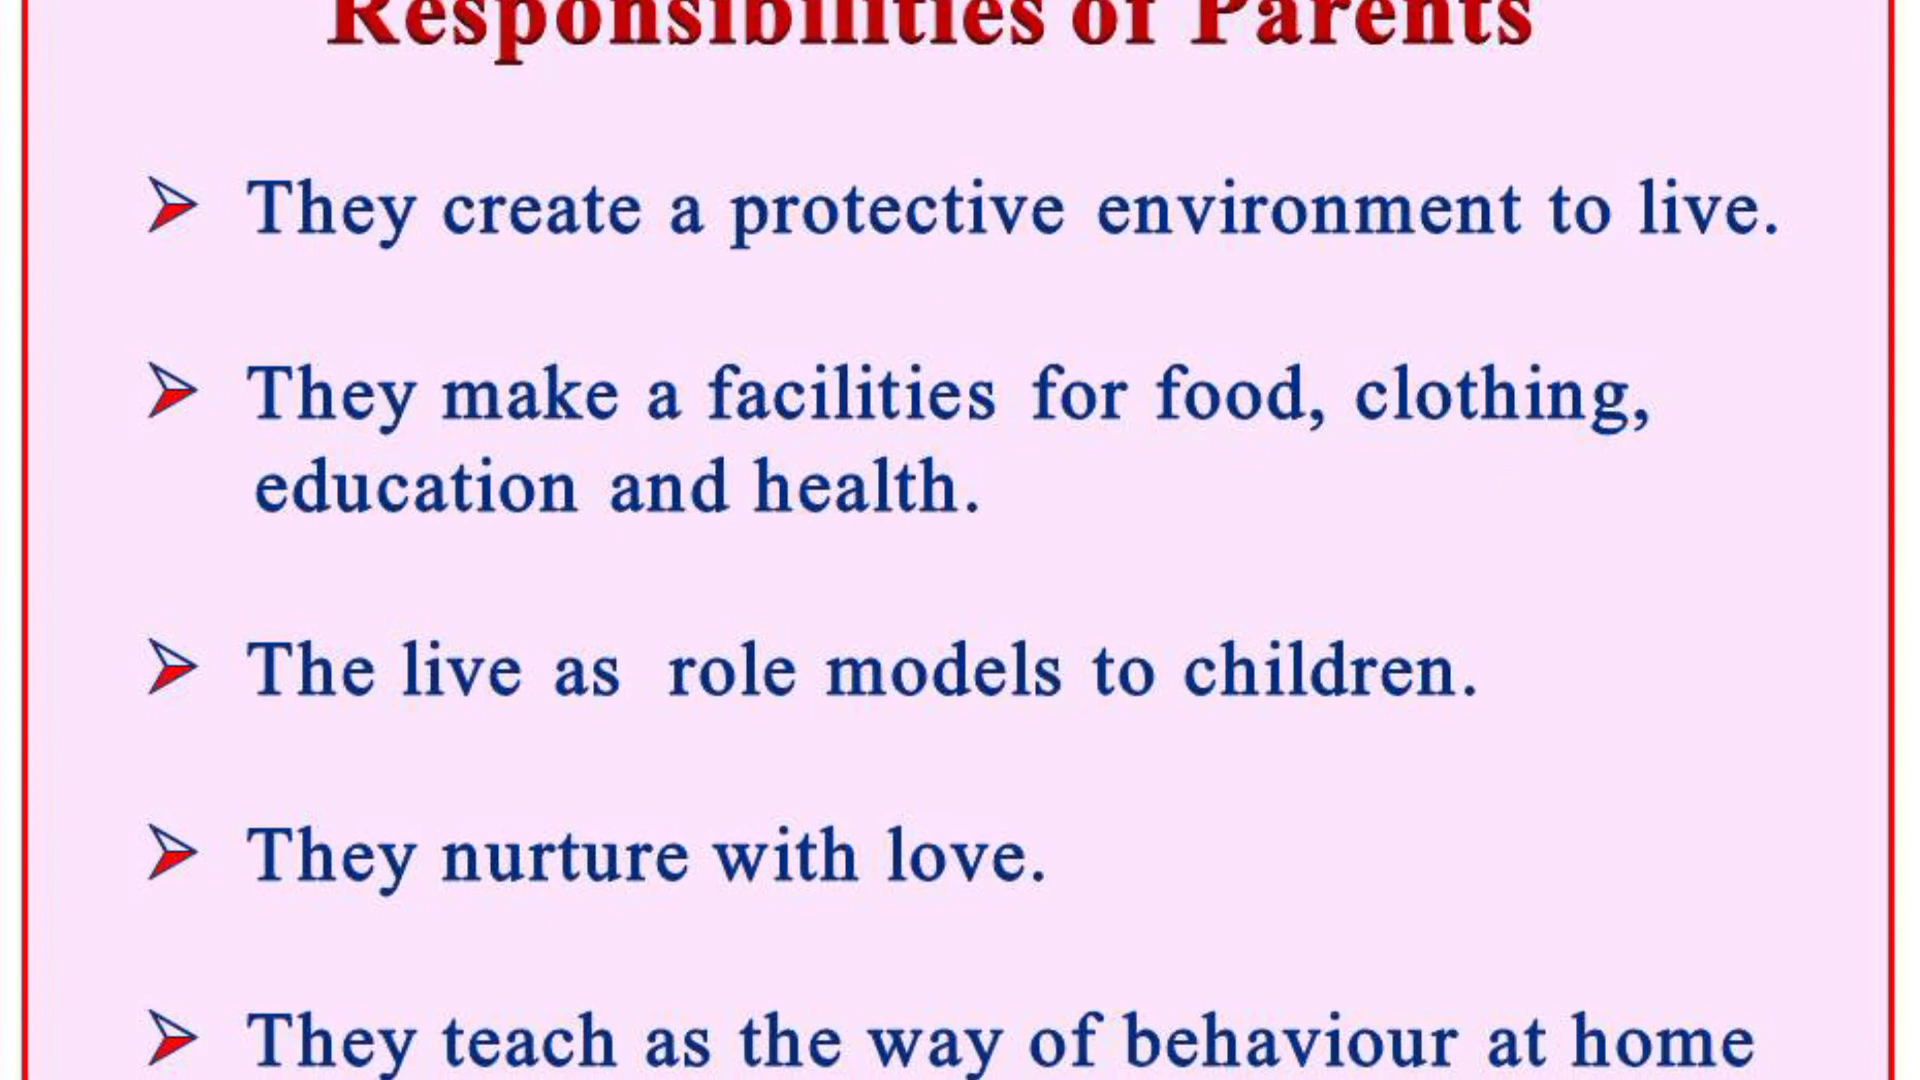 Responsibilities of Parents
They create a protective environment to live.
They make a facilities for food, clothing,
education and health.
The live as role models to children.
They nurture with love.
They teach as the way of behaviour at home